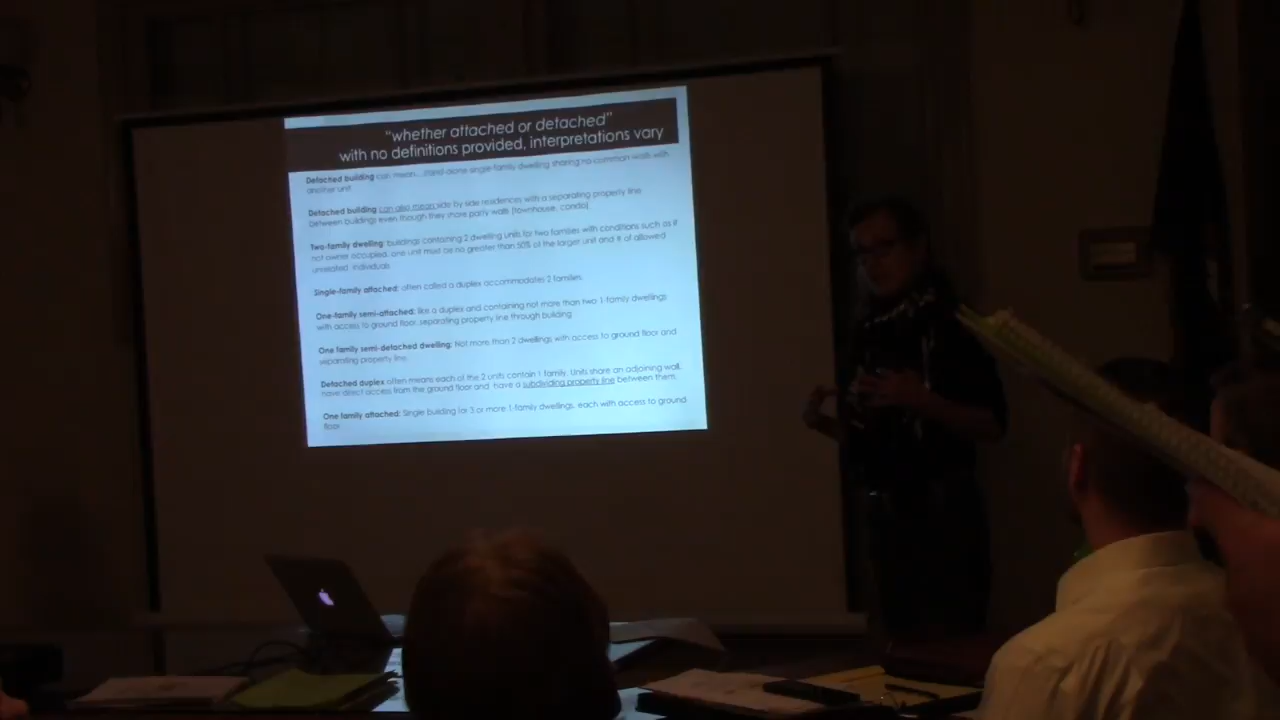 “whether attached or detached”
with no definitions provided, interpretations vary
Detached building can mean...stand-alone single-family dwelling sharing no common walls with
another unit
Detached building can also mean side by side residences with a separating property line
between buildings even though they share party walls (townhouse, condo)
Two-family dwelling: buildings containing 2 dwelling units for two families with conditions such as if
not owner occupied, one unit must be no greater than 50% of the larger unit and # of allowed
unrelated individuals
Single-family attached: often called a duplex accommodates 2 families.
One-family semi-attached: like a duplex and containing not more than two 1-family dwellings
with access to ground floor, separating property line through building
One family semi-detached dwelling: Not more than 2 dwellings with access to ground floor and
separating property line.
Detached duplex often means each of the 2 units contain 1 family. Units share an adjoining wall,
have direct access from the ground floor and have a subdividing property line between them.
One family attached: Single building for 3 or more 1-family dwellings, each with access to ground
floor